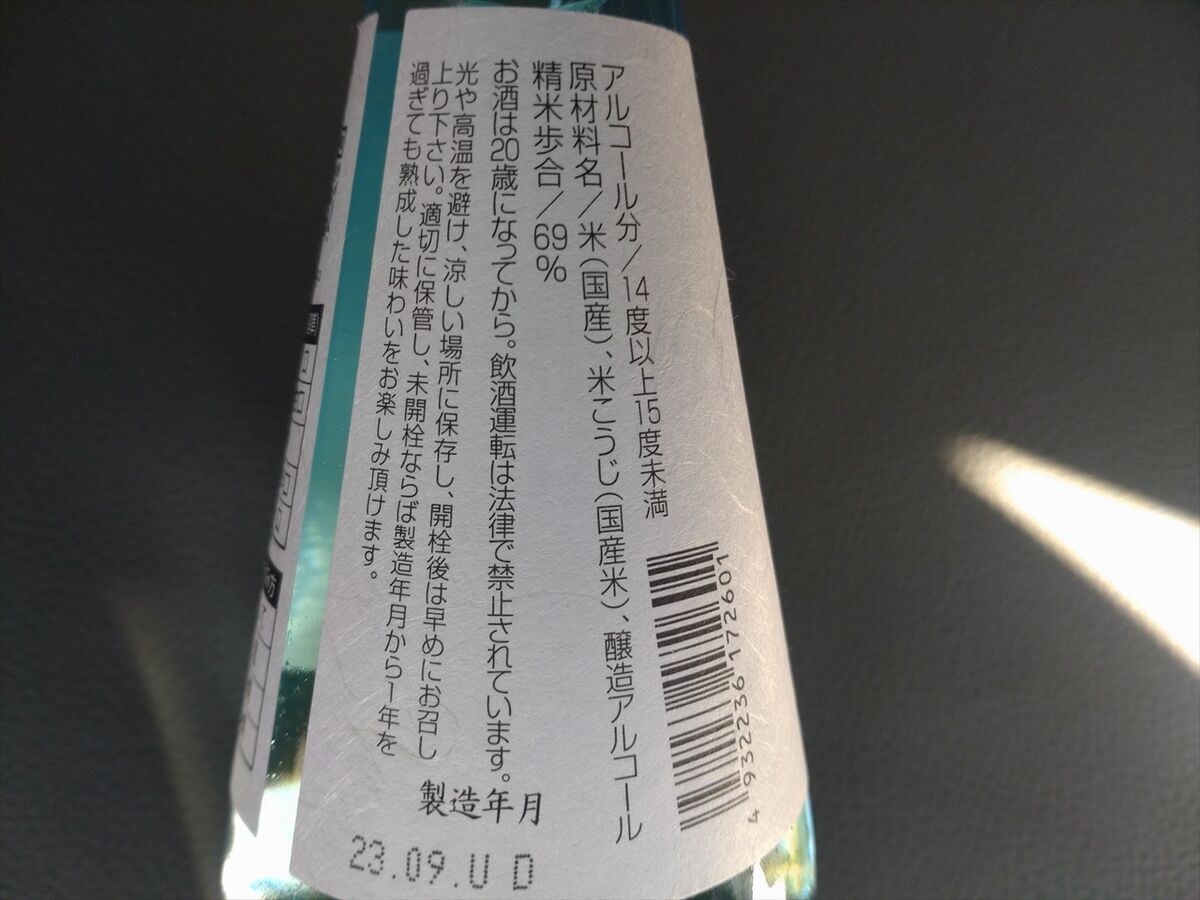 アルコール分/14度以上15度未満
原材料名/米(国産)、米こうじ(国産米)、醸造アルコール
精米歩合/69%
お酒は20歳になってから。飲酒運転は法律で禁止されています。
光や高温を避け、涼しい場所に保存し、開栓後は早めにお召し
上り下さい。適切に保管し、未開栓ならば製造年月から一年を
過ぎても熟成した味わいをお楽しみ頂けます。
4 932236 172601
製造年月
23.09.U D